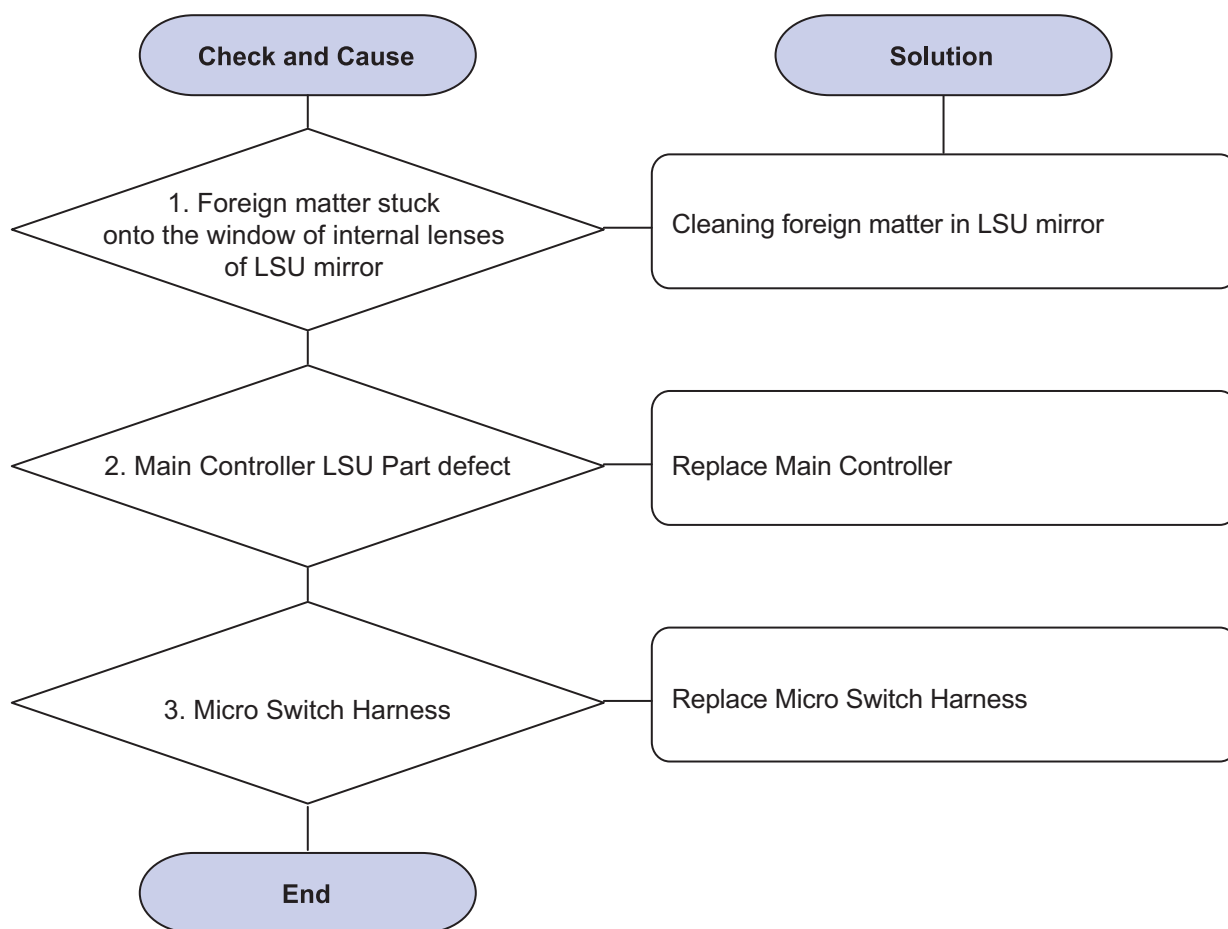 Check and Cause
Solution
1. Foreign matter stuck
onto the window of internal lenses
of LSU mirror
Cleaning foreign matter in LSU mirror
2. Main Controller LSU Part defect
Replace Main Controller
3. Micro Switch Harness
Replace Micro Switch Harness
End